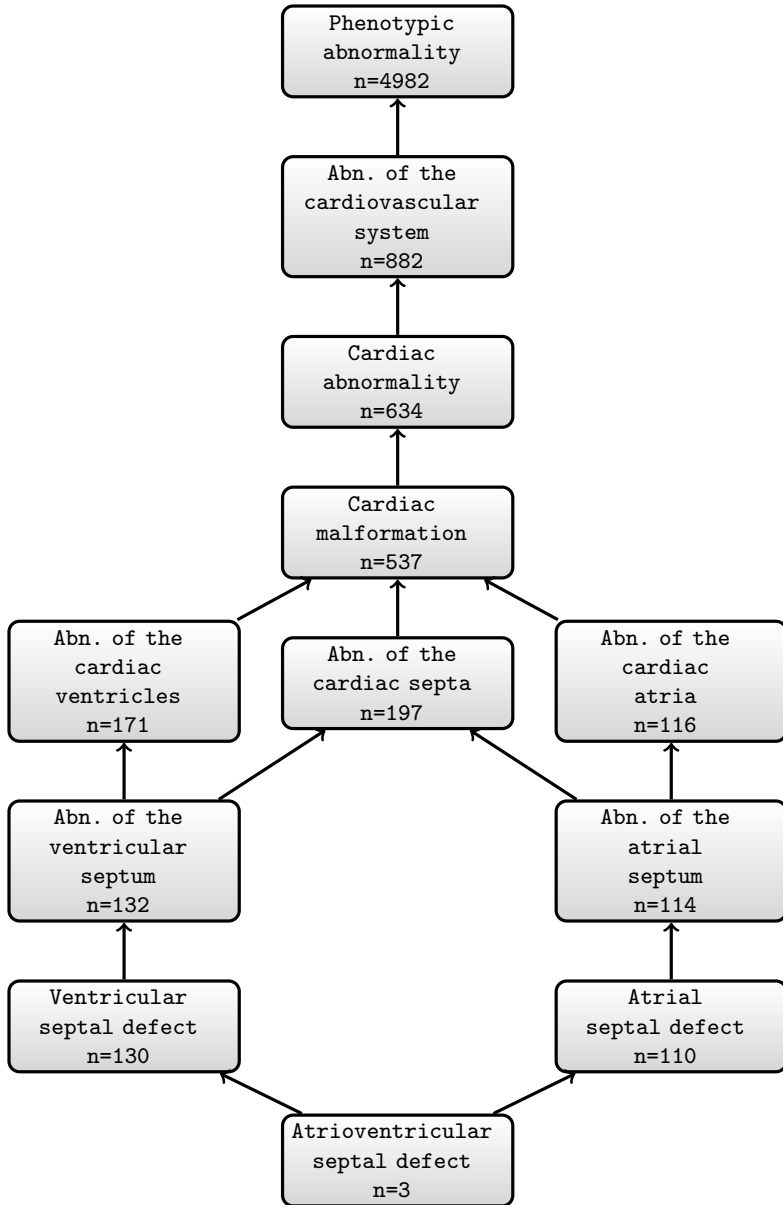 Phenotypic
abnormality
n=4982
Abn. of the
cardiovascular
system
n=882
Cardiac
abnormality
n=634
Cardiac
malformation
n=537
Abn. of the
cardiac
ventricles
n=171
Abn. of the
cardiac septa
n=197
Abn. of the
cardiac
atria
n=116
Abn. of the
ventricular
septum
n=132
Abn. of the
atrial
septum
n=114
Ventricular
septal defect
n=130
Atrial
septal defect
n=110
Atrioventricular
septal defect
n=3